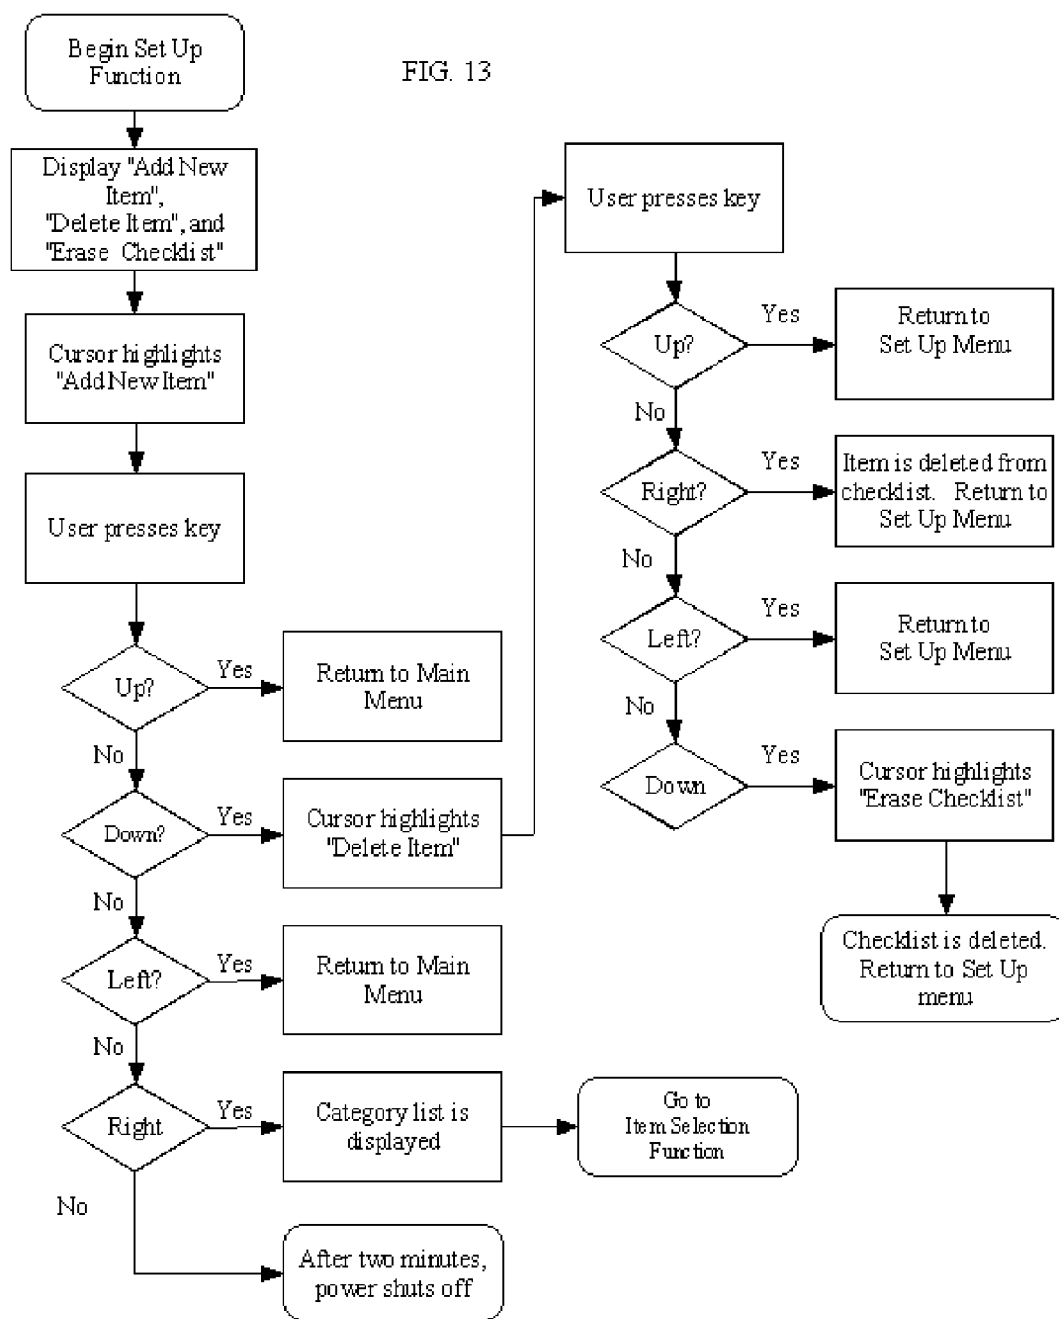 Begin Set Up
Function
FIG. 13
Display "Add New
Item",
"Delete Item", and
"Erase Checklist"
Cursor highlights
"Add New Item"
User presses key
Up?
Yes
Return to Main
Menu
No
Down?
Yes
Cursor highlights
"Delete Item"
No
Left?
Yes
Return to Main
Menu
No
Right
Yes
Category list is
displayed
Go to
Item Selection
Function
No
After two minutes,
power shuts off
User presses key
Up?
Yes
Return to
Set Up Menu
No
Right?
Yes
Item is deleted from
checklist. Return to
Set Up Menu
No
Left?
Yes
Return to
Set Up Menu
No
Down
Yes
Cursor highlights
"Erase Checklist"
Checklist is deleted.
Return to Set Up
menu